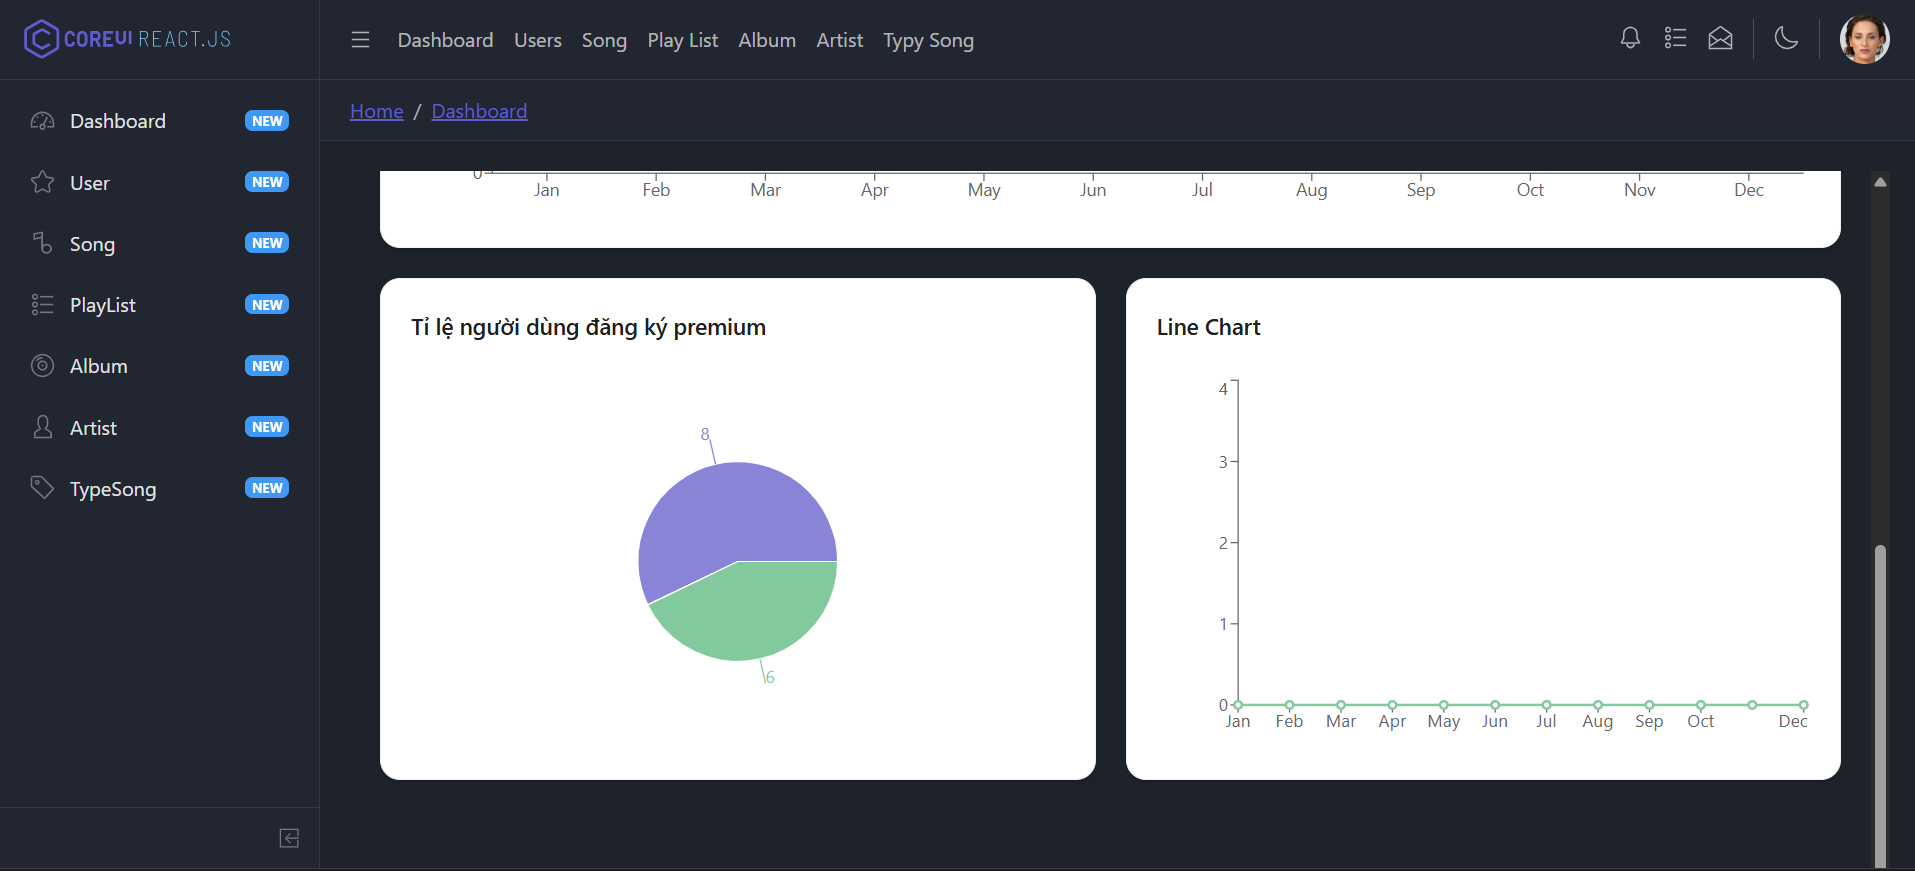 COREUI REACT.JS
Dashboard Users Song Play List Album Artist Typy Song
Home / Dashboard
Dashboard NEW
User NEW
Song NEW
PlayList NEW
Album NEW
Artist NEW
TypeSong NEW
0
Jan Feb Mar Apr May Jun Jul Aug Sep Oct Nov Dec
Tỉ lệ người dùng đăng ký premium
8
6
Line Chart
4
3
2
1
0
Jan Feb Mar Apr May Jun Jul Aug Sep Oct Dec